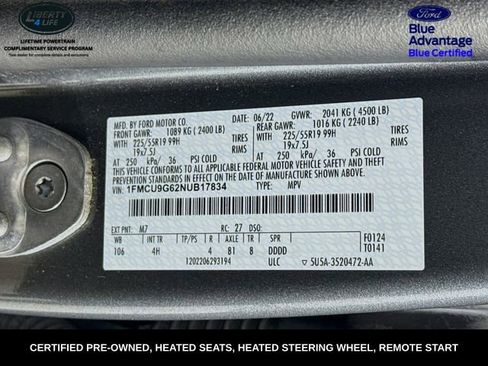 LIBERTY
4 LIFE
LIFETIME POWERTRAIN
COMPLIMENTARY SERVICE PROGRAM
Ford
Blue
Advantage
Blue Certified
MFD. BY FORD MOTOR CO.
DATE: 06/22 GVWR: 2041 KG ( 4500 LB)
FRONT GAWR: 1089 KG ( 2400 LB) REAR GAWR: 1016 KG ( 2240 LB)
WITH 225/55R19 99H TIRES WITH 225/55R19 99H TIRES
19x7.5J RIMS 19x7.5J RIMS
AT 250 kPa/ 36 PSI COLD AT 250 kPa/ 36 PSI COLD
THIS VEHICLE CONFORMS TO ALL APPLICABLE FEDERAL MOTOR VEHICLE SAFETY
STANDARDS IN EFFECT ON THE DATE OF MANUFACTURE SHOWN ABOVE.
VIN: 1FMCU9G62NUB17834 TYPE: MPV
EXT PNT: M7 RC: 27 DSO:
WB INT TR TP/PS R AXLE TR SPR F0124
106 4H 4 81 8 DDDD T0141
1202206293194 ULC ▽ 5U5A-3520472-AA
CERTIFIED PRE-OWNED, HEATED SEATS, HEATED STEERING WHEEL, REMOTE START